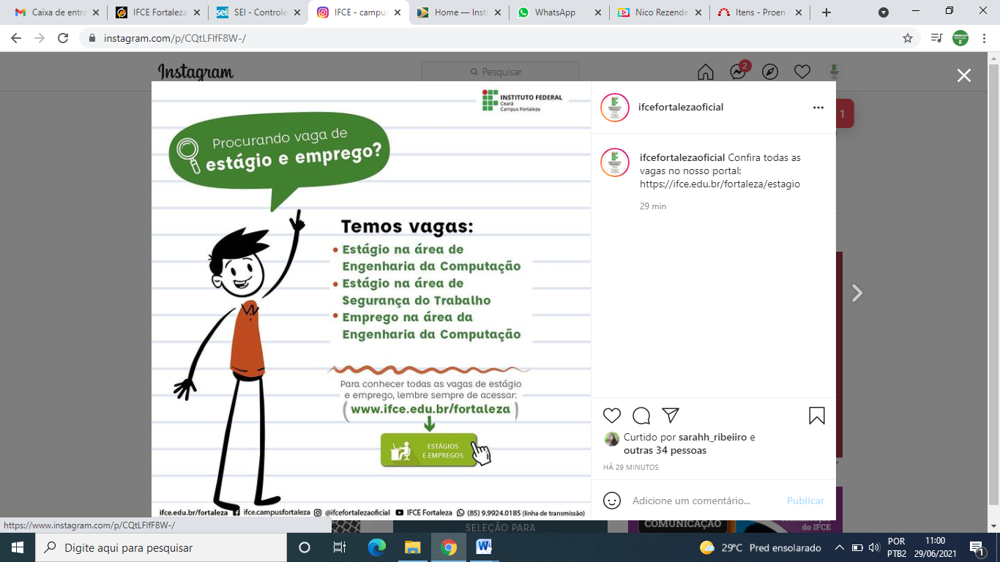 Caixa de entra
IFCE Fortaleza
SEI - Controle
IFCE - campus
Home — Insti
WhatsApp
Nico Rezende
Itens - Proen
instagram.com/p/CQtLFIfF8W-/
Instagram
Pesquisar
2
INSTITUTO FEDERAL
Ceará
Campus Fortaleza
Procurando vaga de
estágio e emprego?
Temos vagas:
• Estágio na área de
Engenharia da Computação
• Estágio na área de
Segurança do Trabalho
• Emprego na área da
Engenharia da Computação
Para conhecer todas as vagas de estágio
e emprego, lembre sempre de acessar:
( www.ifce.edu.br/fortaleza )
ESTÁGIOS
E EMPREGOS
ifce.edu.br/fortaleza ifce.campusfortaleza @ifcefortalezaoficial IFCE Fortaleza (85) 9.9924.0185 (linha de transmissão)
ifcefortalezaoficial
1
ifcefortalezaoficial Confira todas as
vagas no nosso portal:
https://ifce.edu.br/fortaleza/estagio
29 min
Curtido por sarahh_ribeiiro e
outras 34 pessoas
HÁ 29 MINUTOS
Adicione um comentário... Publicar
https://www.instagram.com/p/CQtLFIfF8W-/
SELEÇÃO PARA
COMUNICAÇÃO
do IFCE
Digite aqui para pesquisar
29°C Pred ensolarado
POR
PTB2
11:00
29/06/2021
1